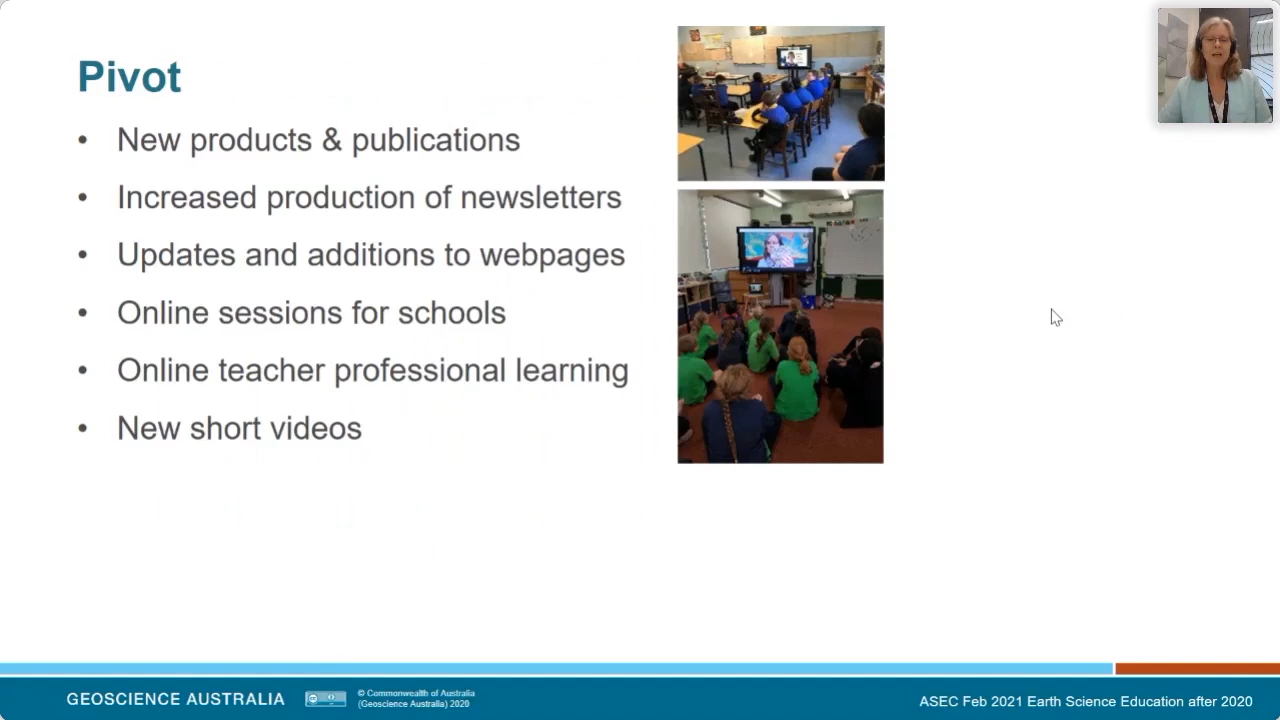 Pivot
• New products & publications
• Increased production of newsletters
• Updates and additions to webpages
• Online sessions for schools
• Online teacher professional learning
• New short videos
GEOSCIENCE AUSTRALIA
© Commonwealth of Australia
(Geoscience Australia) 2020
ASEC Feb 2021 Earth Science Education after 2020